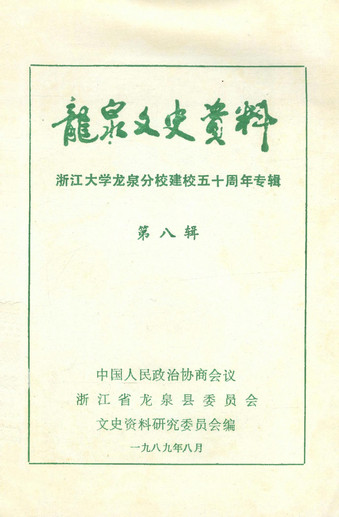 龍泉文史資料
浙江大学龙泉分校建校五十周年专辑
第八辑
中国人民政治协商会议
浙江省龙泉县委员会
文史资料研究委员会编
一九八九年八月